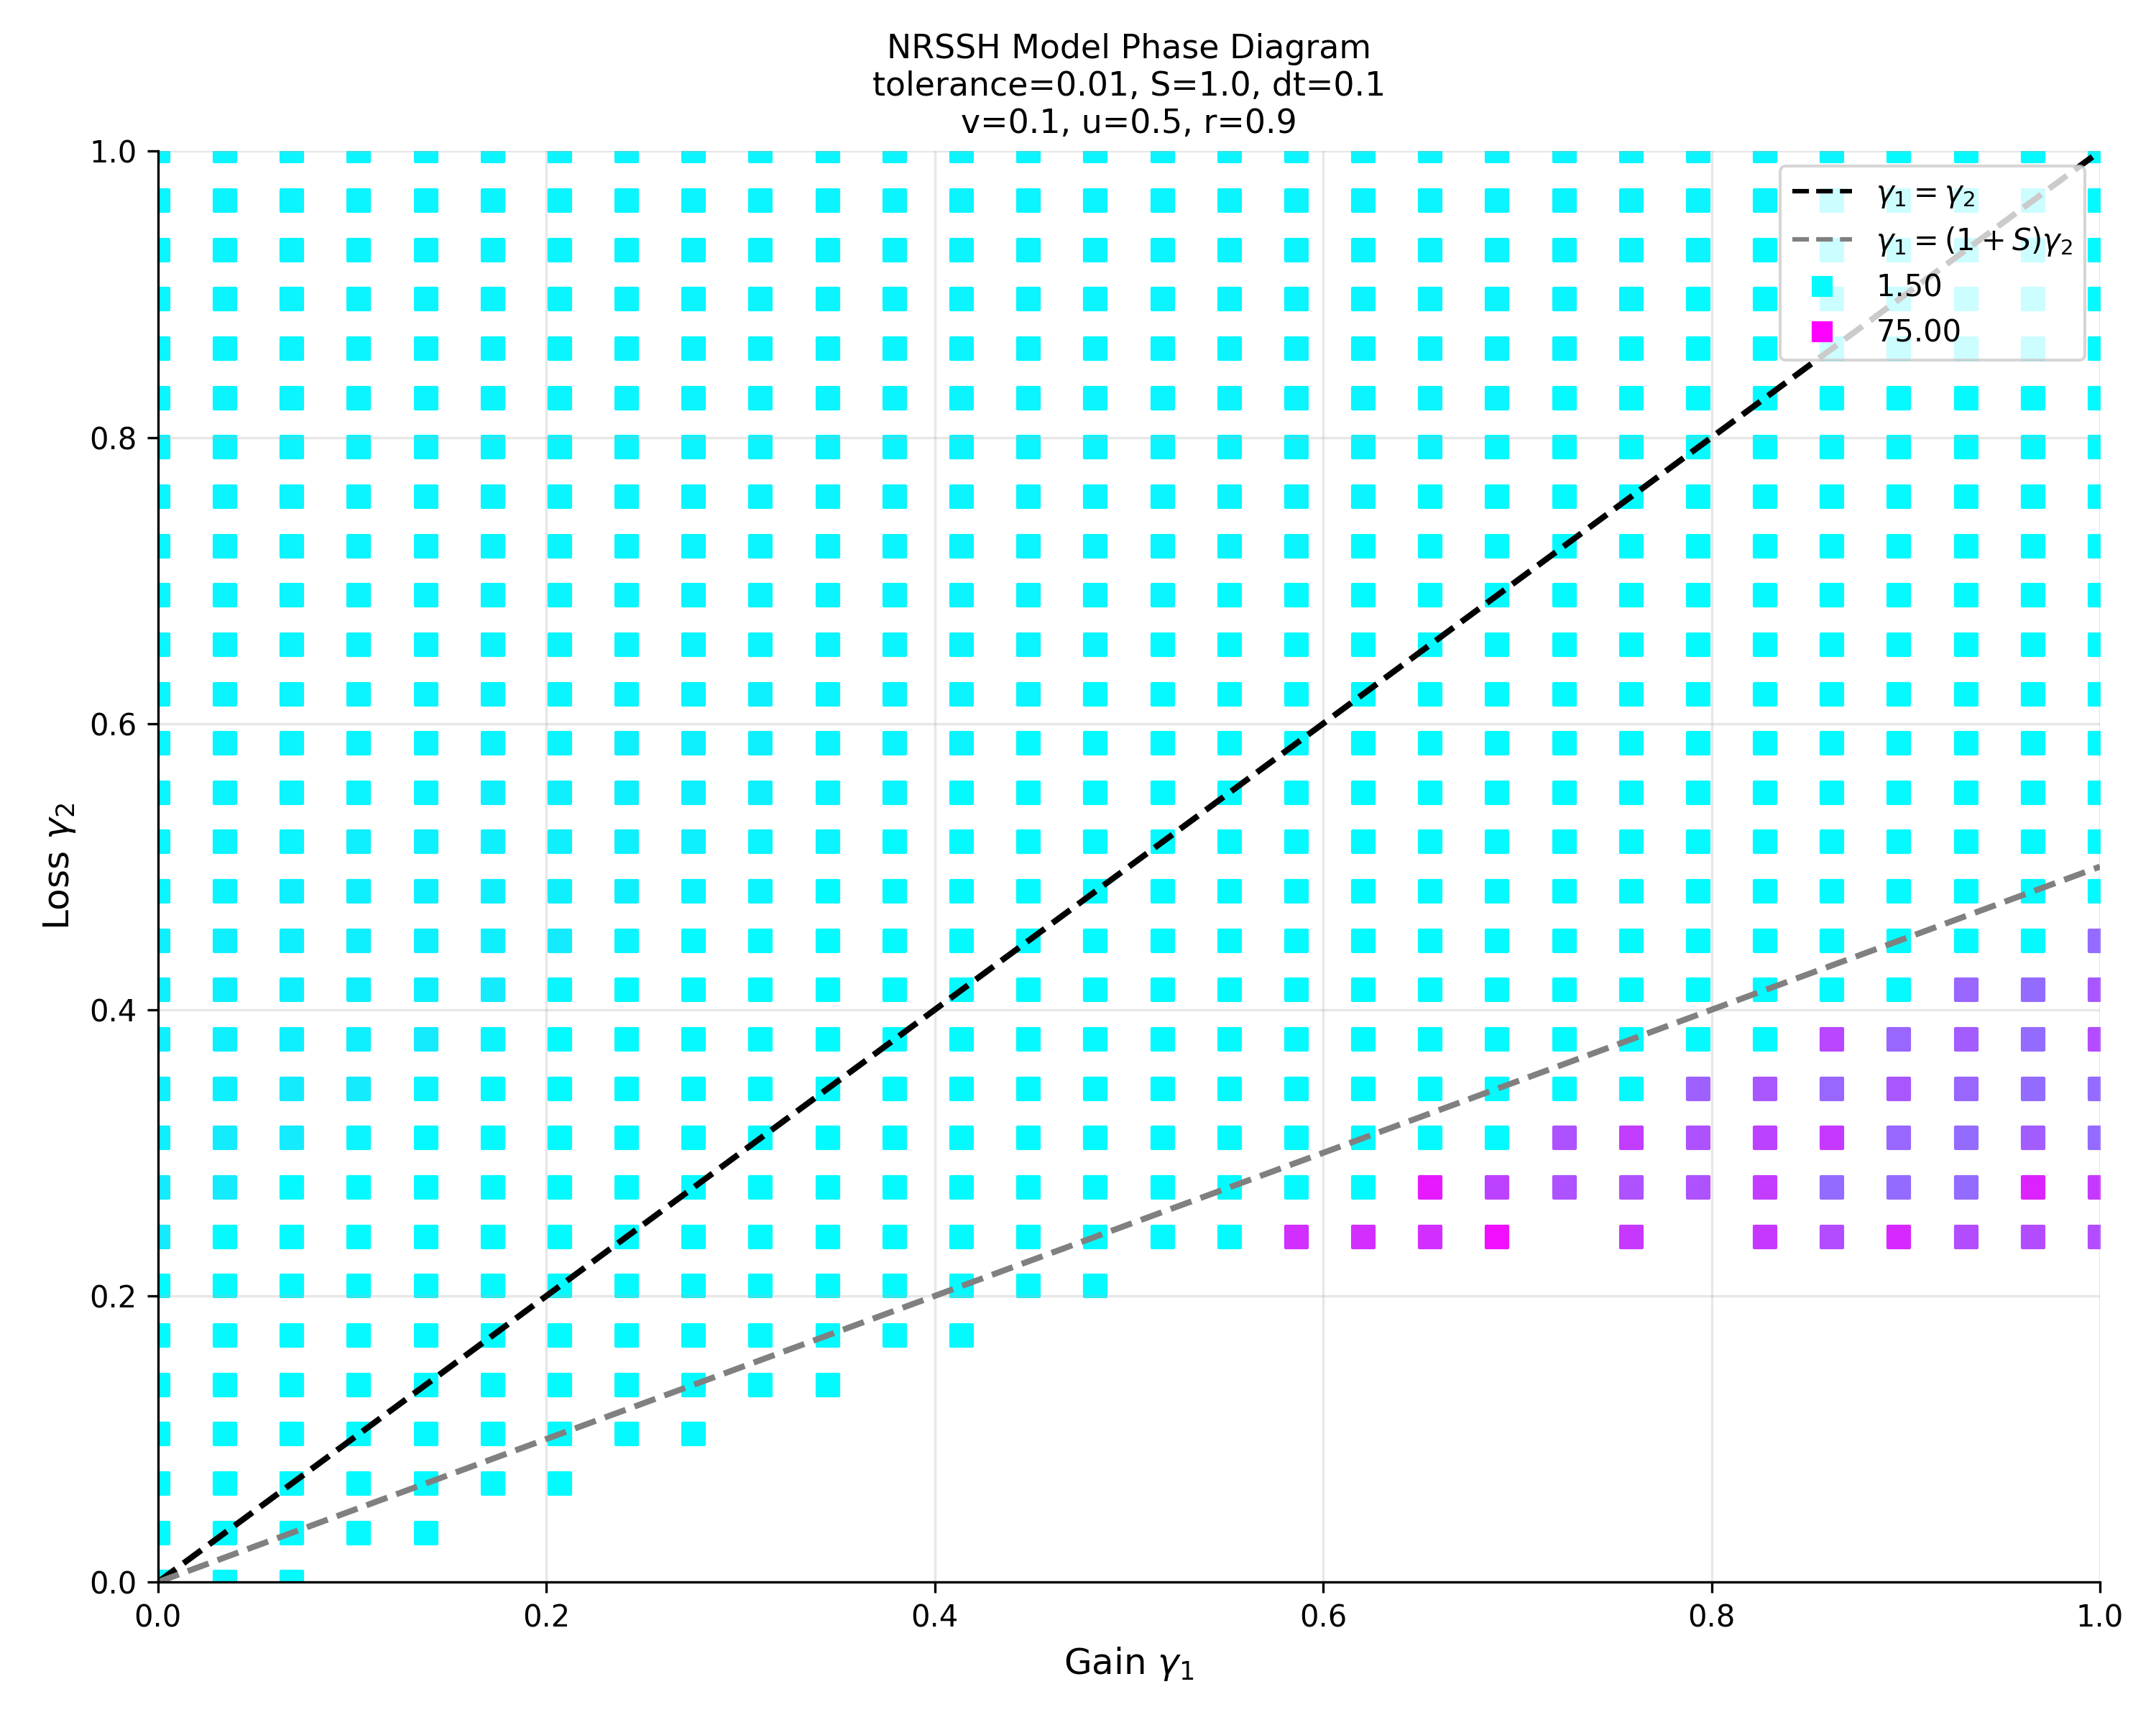 NRSSH Model Phase Diagram
tolerance=0.01, S=1.0, dt=0.1
v=0.1, u=0.5, r=0.9
γ₁ = γ₂
γ₁ = (1 + S)γ₂
1.50
75.00
1.0
0.8
0.6
0.4
0.2
0.0
Loss γ₂
0.0 0.2 0.4 0.6 0.8 1.0
Gain γ₁